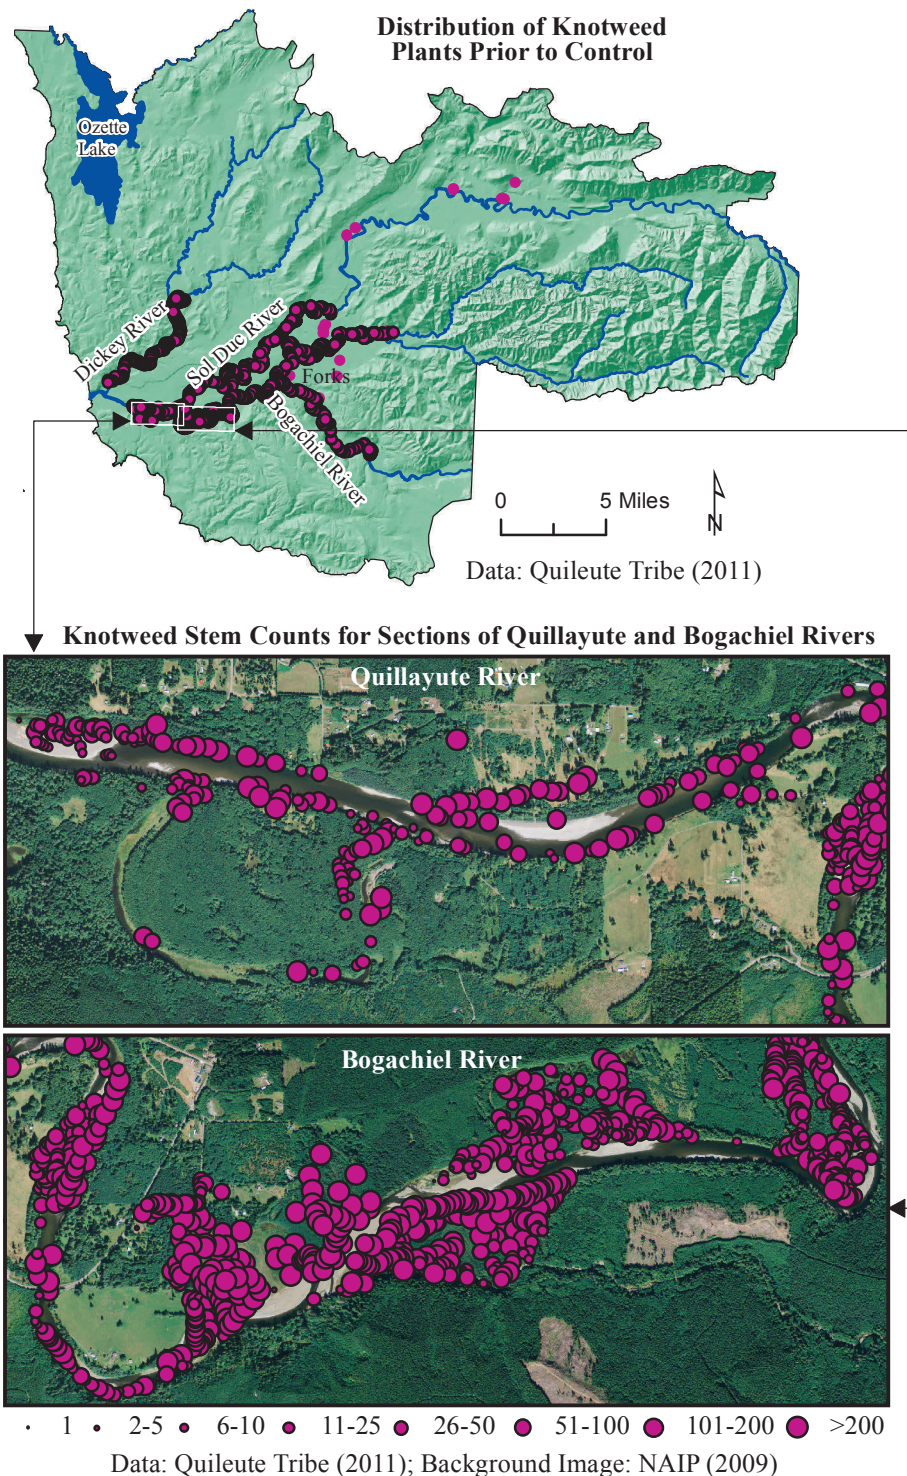 Distribution of Knotweed
Plants Prior to Control
Ozette
Lake
Dickey River
Sol Duc River
Forks
Bogachiel River
0 5 Miles
N
Data: Quileute Tribe (2011)
Knotweed Stem Counts for Sections of Quillayute and Bogachiel Rivers
Quillayute River
Bogachiel River
1 2-5 6-10 11-25 26-50 51-100 101-200 >200
Data: Quileute Tribe (2011); Background Image: NAIP (2009)